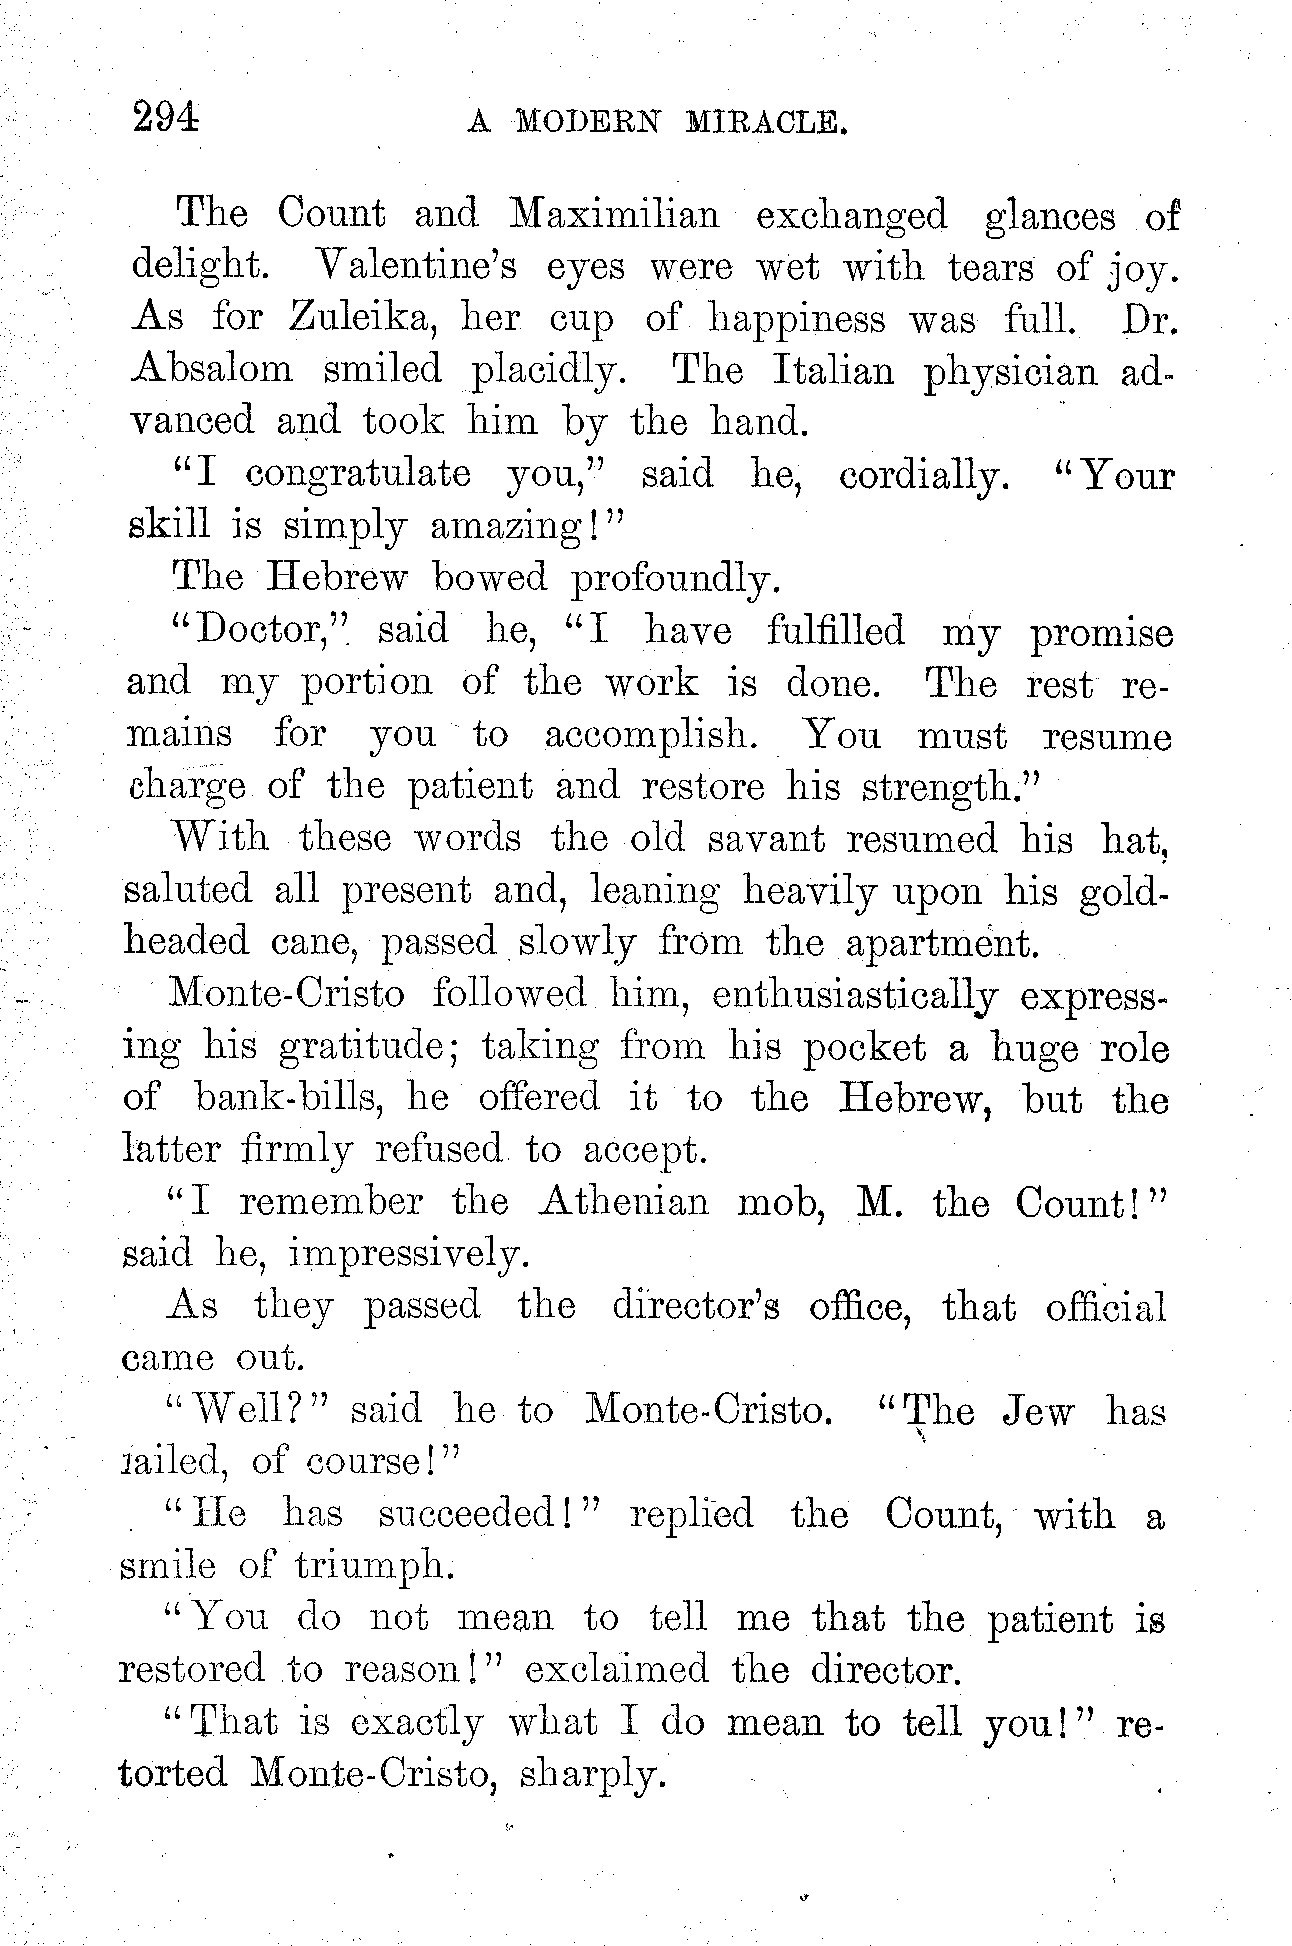 294 A MODERN MIRACLE.
The Count and Maximilian exchanged glances of
delight. Valentine's eyes were wet with tears of joy.
As for Zuleika, her cup of happiness was full. Dr.
Absalom smiled placidly. The Italian physician ad-
vanced and took him by the hand.
"I congratulate you," said he, cordially. "Your
skill is simply amazing!"
The Hebrew bowed profoundly.
"Doctor," said he, "I have fulfilled my promise
and my portion of the work is done. The rest re-
mains for you to accomplish. You must resume
charge of the patient and restore his strength."
With these words the old savant resumed his hat,
saluted all present and, leaning heavily upon his gold-
headed cane, passed slowly from the apartment.
Monte-Cristo followed him, enthusiastically express-
ing his gratitude; taking from his pocket a huge role
of bank-bills, he offered it to the Hebrew, but the
latter firmly refused to accept.
"I remember the Athenian mob, M. the Count!"
said he, impressively.
As they passed the director's office, that official
came out.
"Well?" said he to Monte-Cristo. "The Jew has
failed, of course!"
"He has succeeded!" replied the Count, with a
smile of triumph.
"You do not mean to tell me that the patient is
restored to reason!" exclaimed the director.
"That is exactly what I do mean to tell you!" re-
torted Monte-Cristo, sharply.